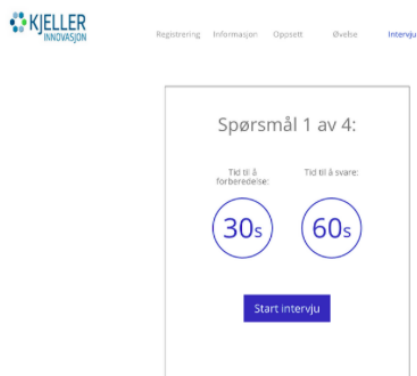 KJELLER
INNOVASJON
Registrering Informasjon Oppsett Øvelse Intervju
Spørsmål 1 av 4:
Tid til å forberedelse:
Tid til å svare:
30s
60s
Start intervju